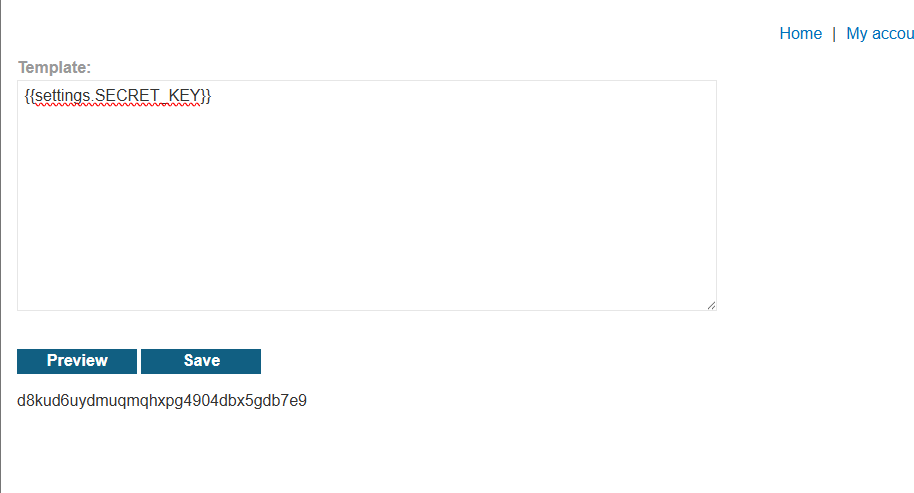 Home | My accou
Template:
{{settings.SECRET_KEY}}
Preview Save
d8kud6uydmuqmqhxpg4904dbx5gdb7e9